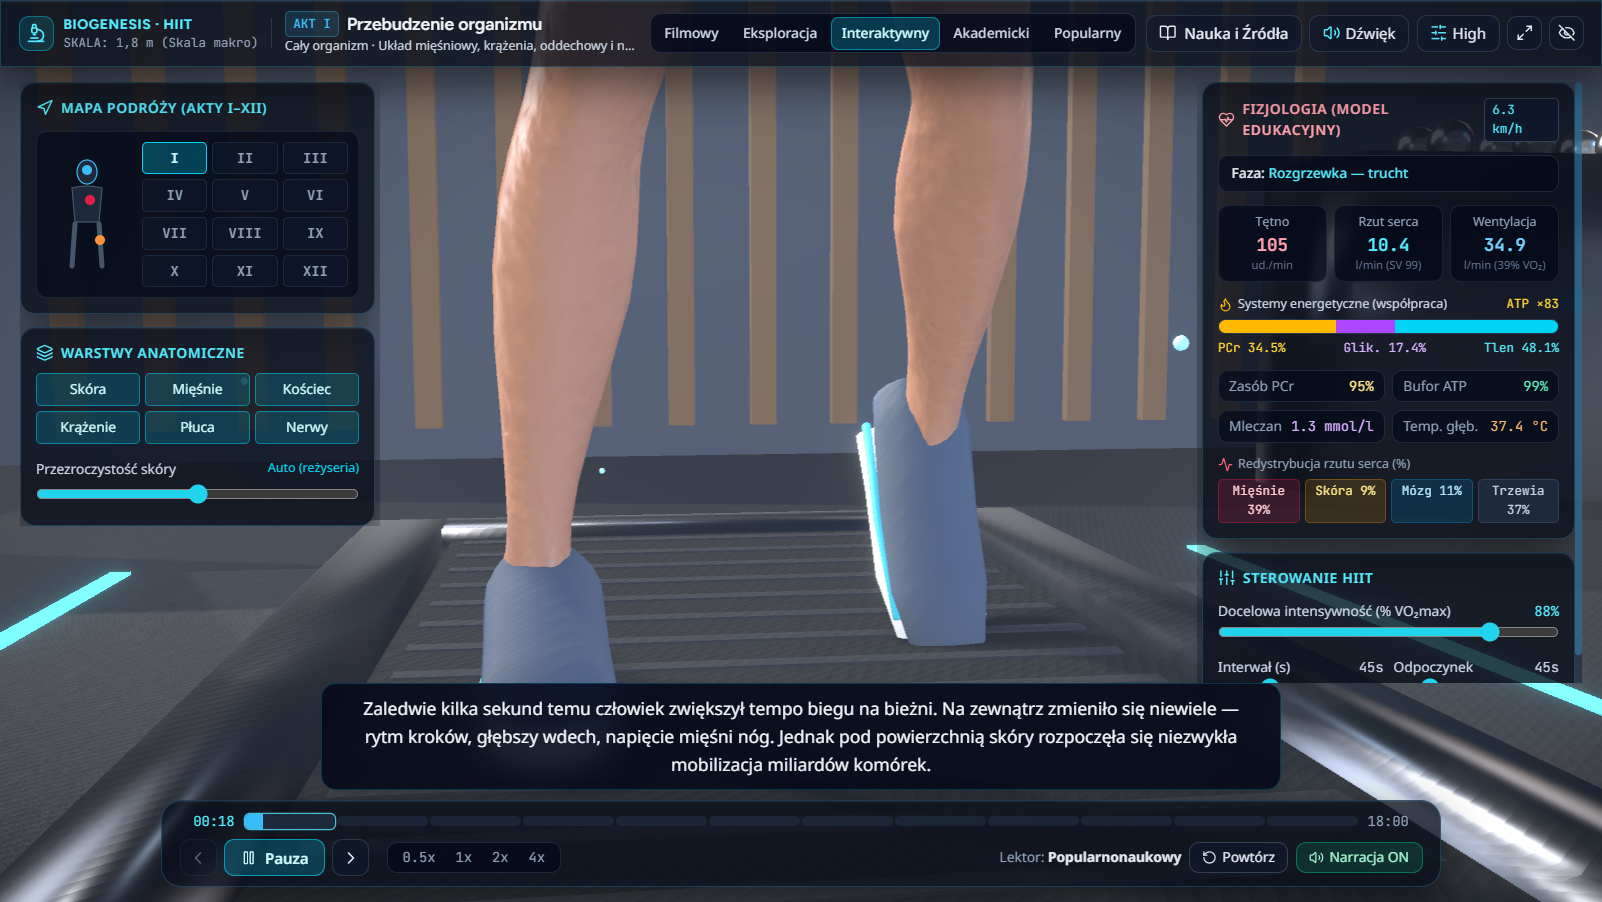 BIOGENESIS · HIIT
SKALA: 1,8 m (Skala makro)
AKT I Przebudzenie organizmu
Cały organizm · Układ mięśniowy, krążenia, oddechowy i n...
Filmowy Eksploracja Interaktywny Akademicki Popularny
Nauka i Źródła Dźwięk High
MAPA PODRÓŻY (AKTY I–XII)
I II III
IV V VI
VII VIII IX
X XI XII
WARSTWY ANATOMICZNE
Skóra Mięśnie Kościec
Krążenie Płuca Nerwy
Przezroczystość skóry Auto (reżyseria)
FIZJOLOGIA (MODEL
EDUKACYJNY)
6.3
km/h
Faza: Rozgrzewka — trucht
Tętno Rzut serca Wentylacja
105 10.4 34.9
ud./min l/min (SV 99) l/min (39% VO₂)
Systemy energetyczne (współpraca) ATP ×83
PCr 34.5% Glik. 17.4% Tlen 48.1%
Zasób PCr 95% Bufor ATP 99%
Mleczan 1.3 mmol/l Temp. głęb. 37.4 °C
Redystrybucja rzutu serca (%)
Mięśnie Skóra 9% Mózg 11% Trzewia
39% 37%
STEROWANIE HIIT
Docelowa intensywność (% VO₂max) 88%
Interwał (s) 45s Odpoczynek 45s
Zaledwie kilka sekund temu człowiek zwiększył tempo biegu na bieżni. Na zewnątrz zmieniło się niewiele —
rytm kroków, głębszy wdech, napięcie mięśni nóg. Jednak pod powierzchnią skóry rozpoczęła się niezwykła
mobilizacja miliardów komórek.
00:18 18:00
Pauza 0.5x 1x 2x 4x Lektor: Popularnonaukowy Powtórz Narracja ON